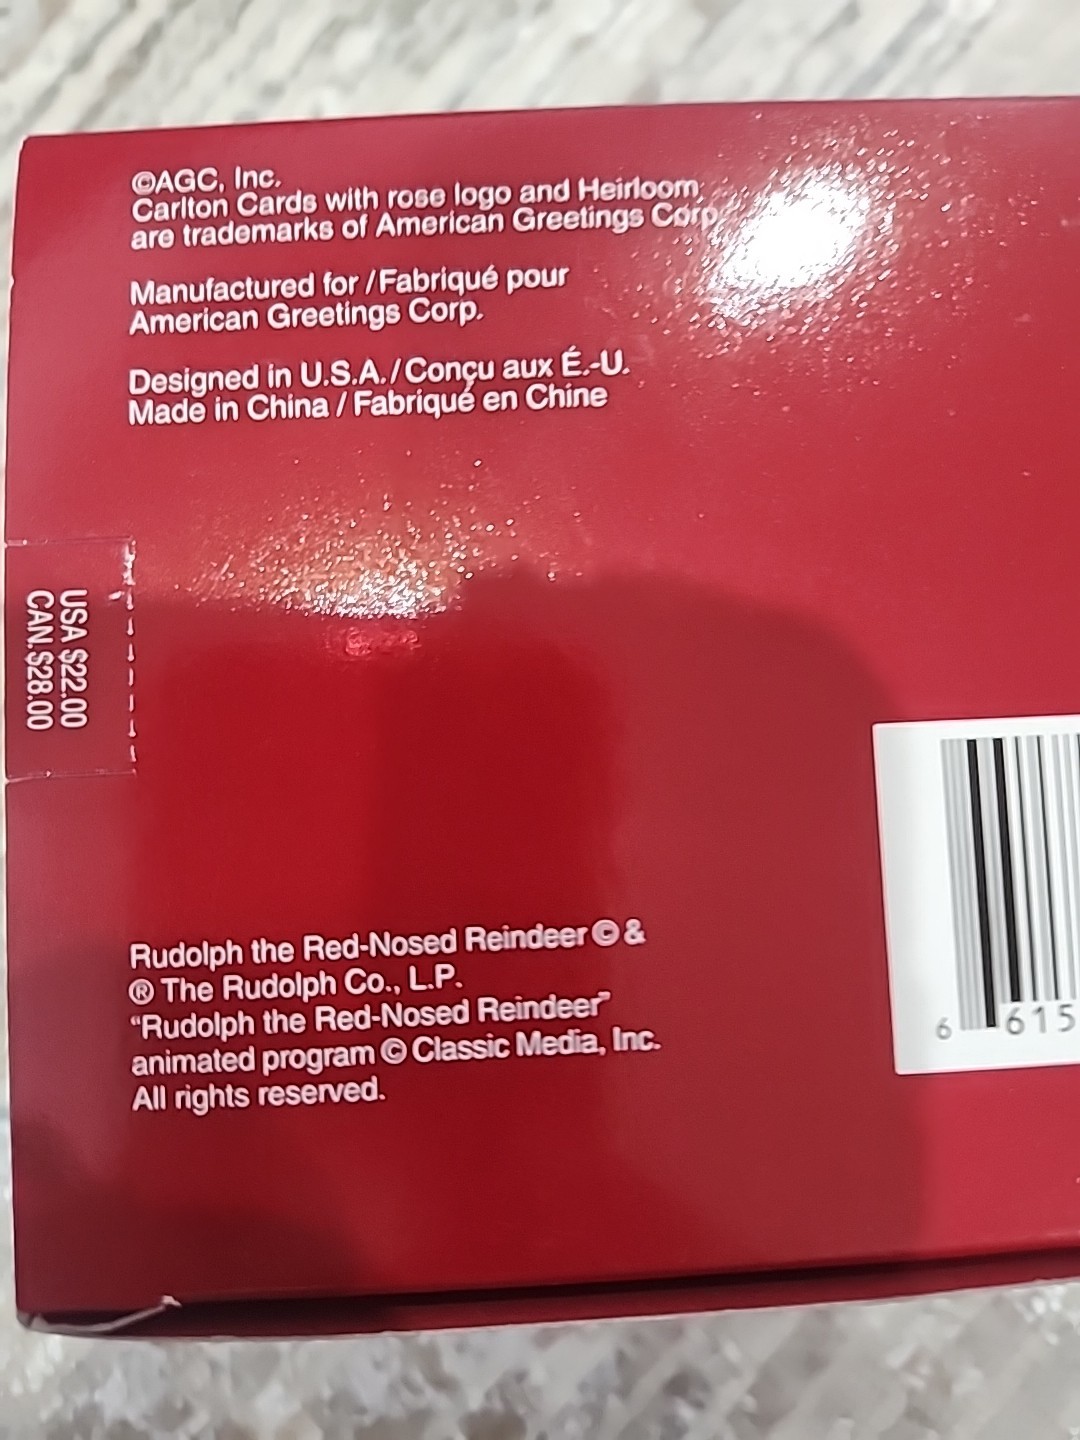 ©AGC, Inc.
Carlton Cards with rose logo and Heirloom
are trademarks of American Greetings Corp
Manufactured for / Fabriqué pour
American Greetings Corp.
Designed in U.S.A. / Conçu aux É.-U.
Made in China / Fabriqué en Chine
USA $22.00
CAN. $28.00
Rudolph the Red-Nosed Reindeer © &
® The Rudolph Co., L.P.
“Rudolph the Red-Nosed Reindeer”
animated program © Classic Media, Inc.
All rights reserved.
6 615